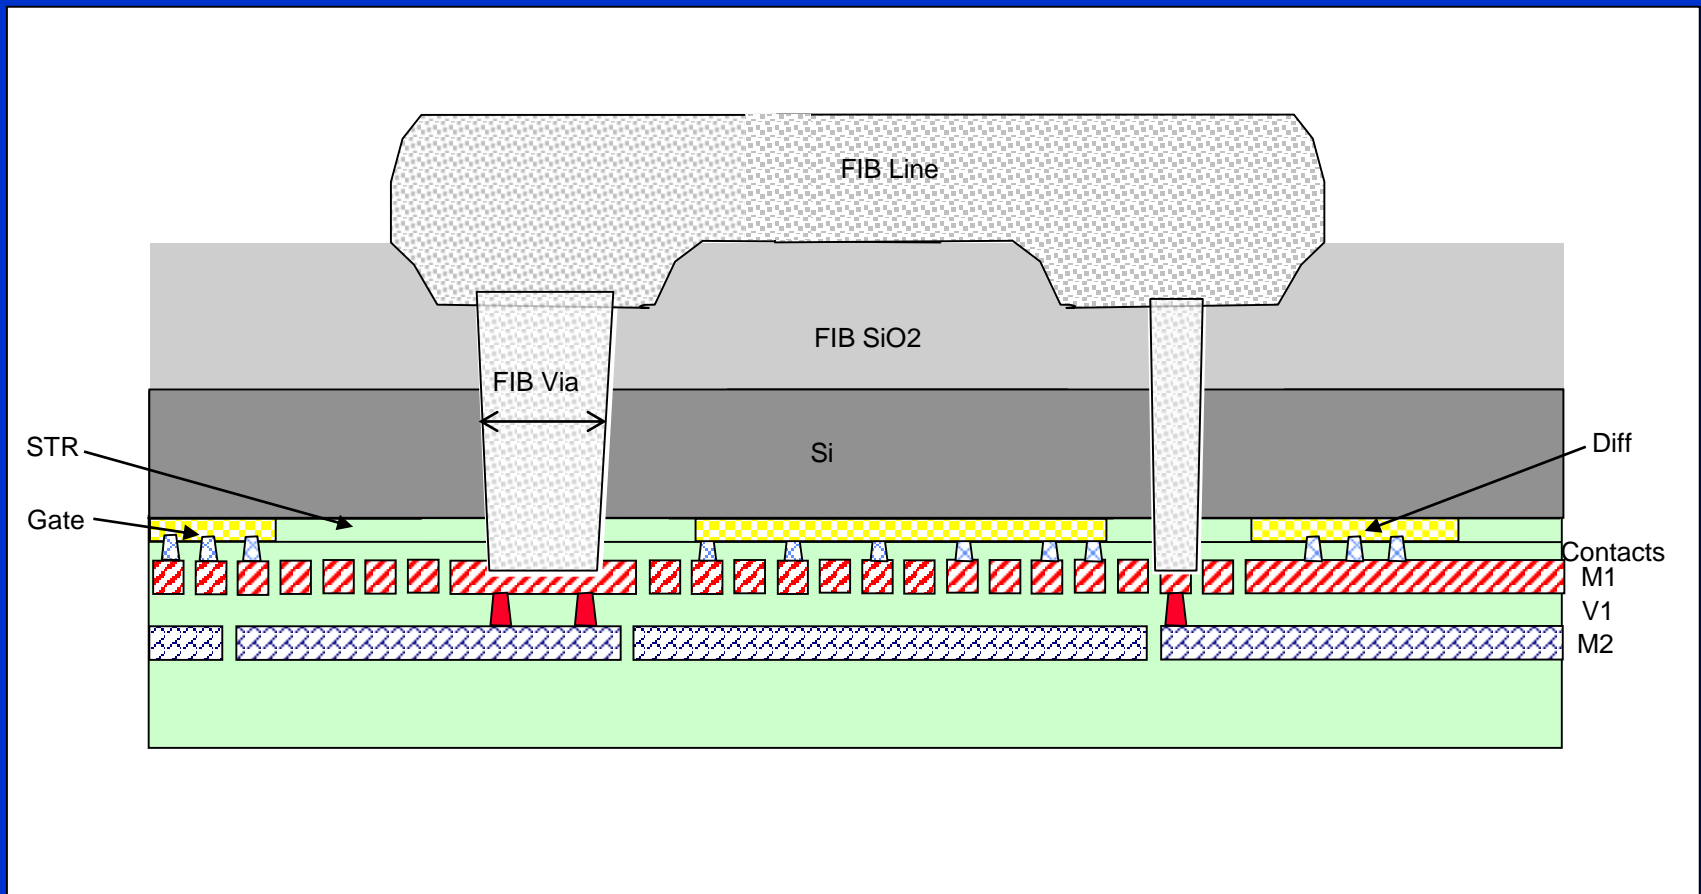 FIB Line
FIB SiO2
FIB Via
STR
Si
Diff
Gate
Contacts
M1
V1
M2